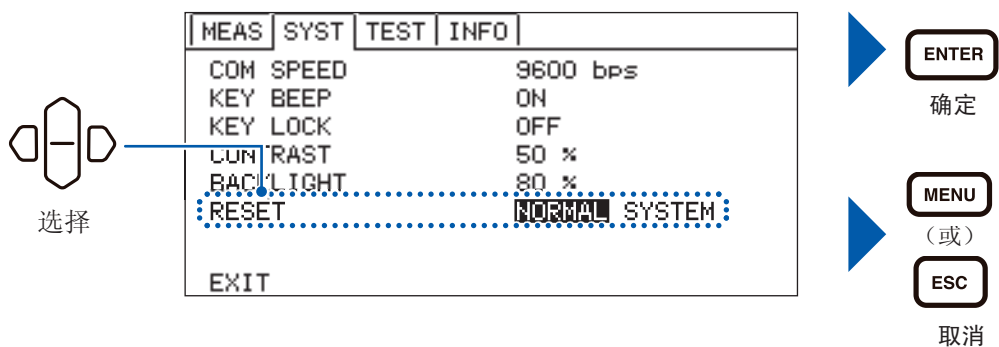 MEAS SYST TEST INFO
COM SPEED 9600 bps
KEY BEEP ON
KEY LOCK OFF
CONTRAST 50 %
BACKLIGHT 80 %
RESET NORMAL SYSTEM
EXIT
选择
ENTER
确定
MENU
（或）
ESC
取消